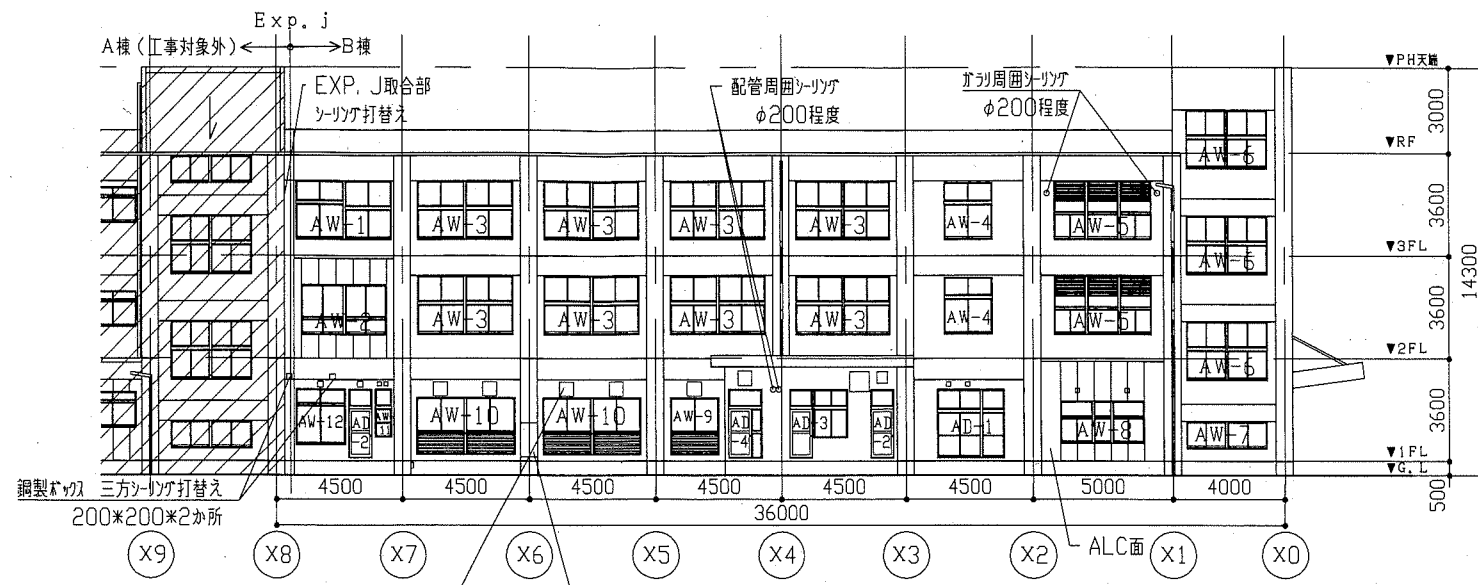 Exp. j
A棟(工事対象外)
B棟
EXP. J取合部
シーリング打替え
配管周囲シーリング
φ200程度
ガラリ周囲シーリング
φ200程度
▼PH天端
3000
▼RF
3600
▼3FL
3600
▼2FL
3600
▼1FL
▼G.L
500
14300
AW-6
AW-1
AW-3
AW-3
AW-3
AW-3
AW-4
AW-5
AW-6
AW-2
AW-3
AW-3
AW-3
AW-3
AW-4
AW-5
AW-6
AW-12
AD-2
AW-11
AW-10
AW-10
AW-9
AD-4
AD-3
AD-2
AD-1
AW-8
AW-7
鋼製ボックス 三方シーリング打替え
200*200*2か所
4500
4500
4500
4500
4500
4500
5000
4000
36000
ALC面
X9
X8
X7
X6
X5
X4
X3
X2
X1
X0